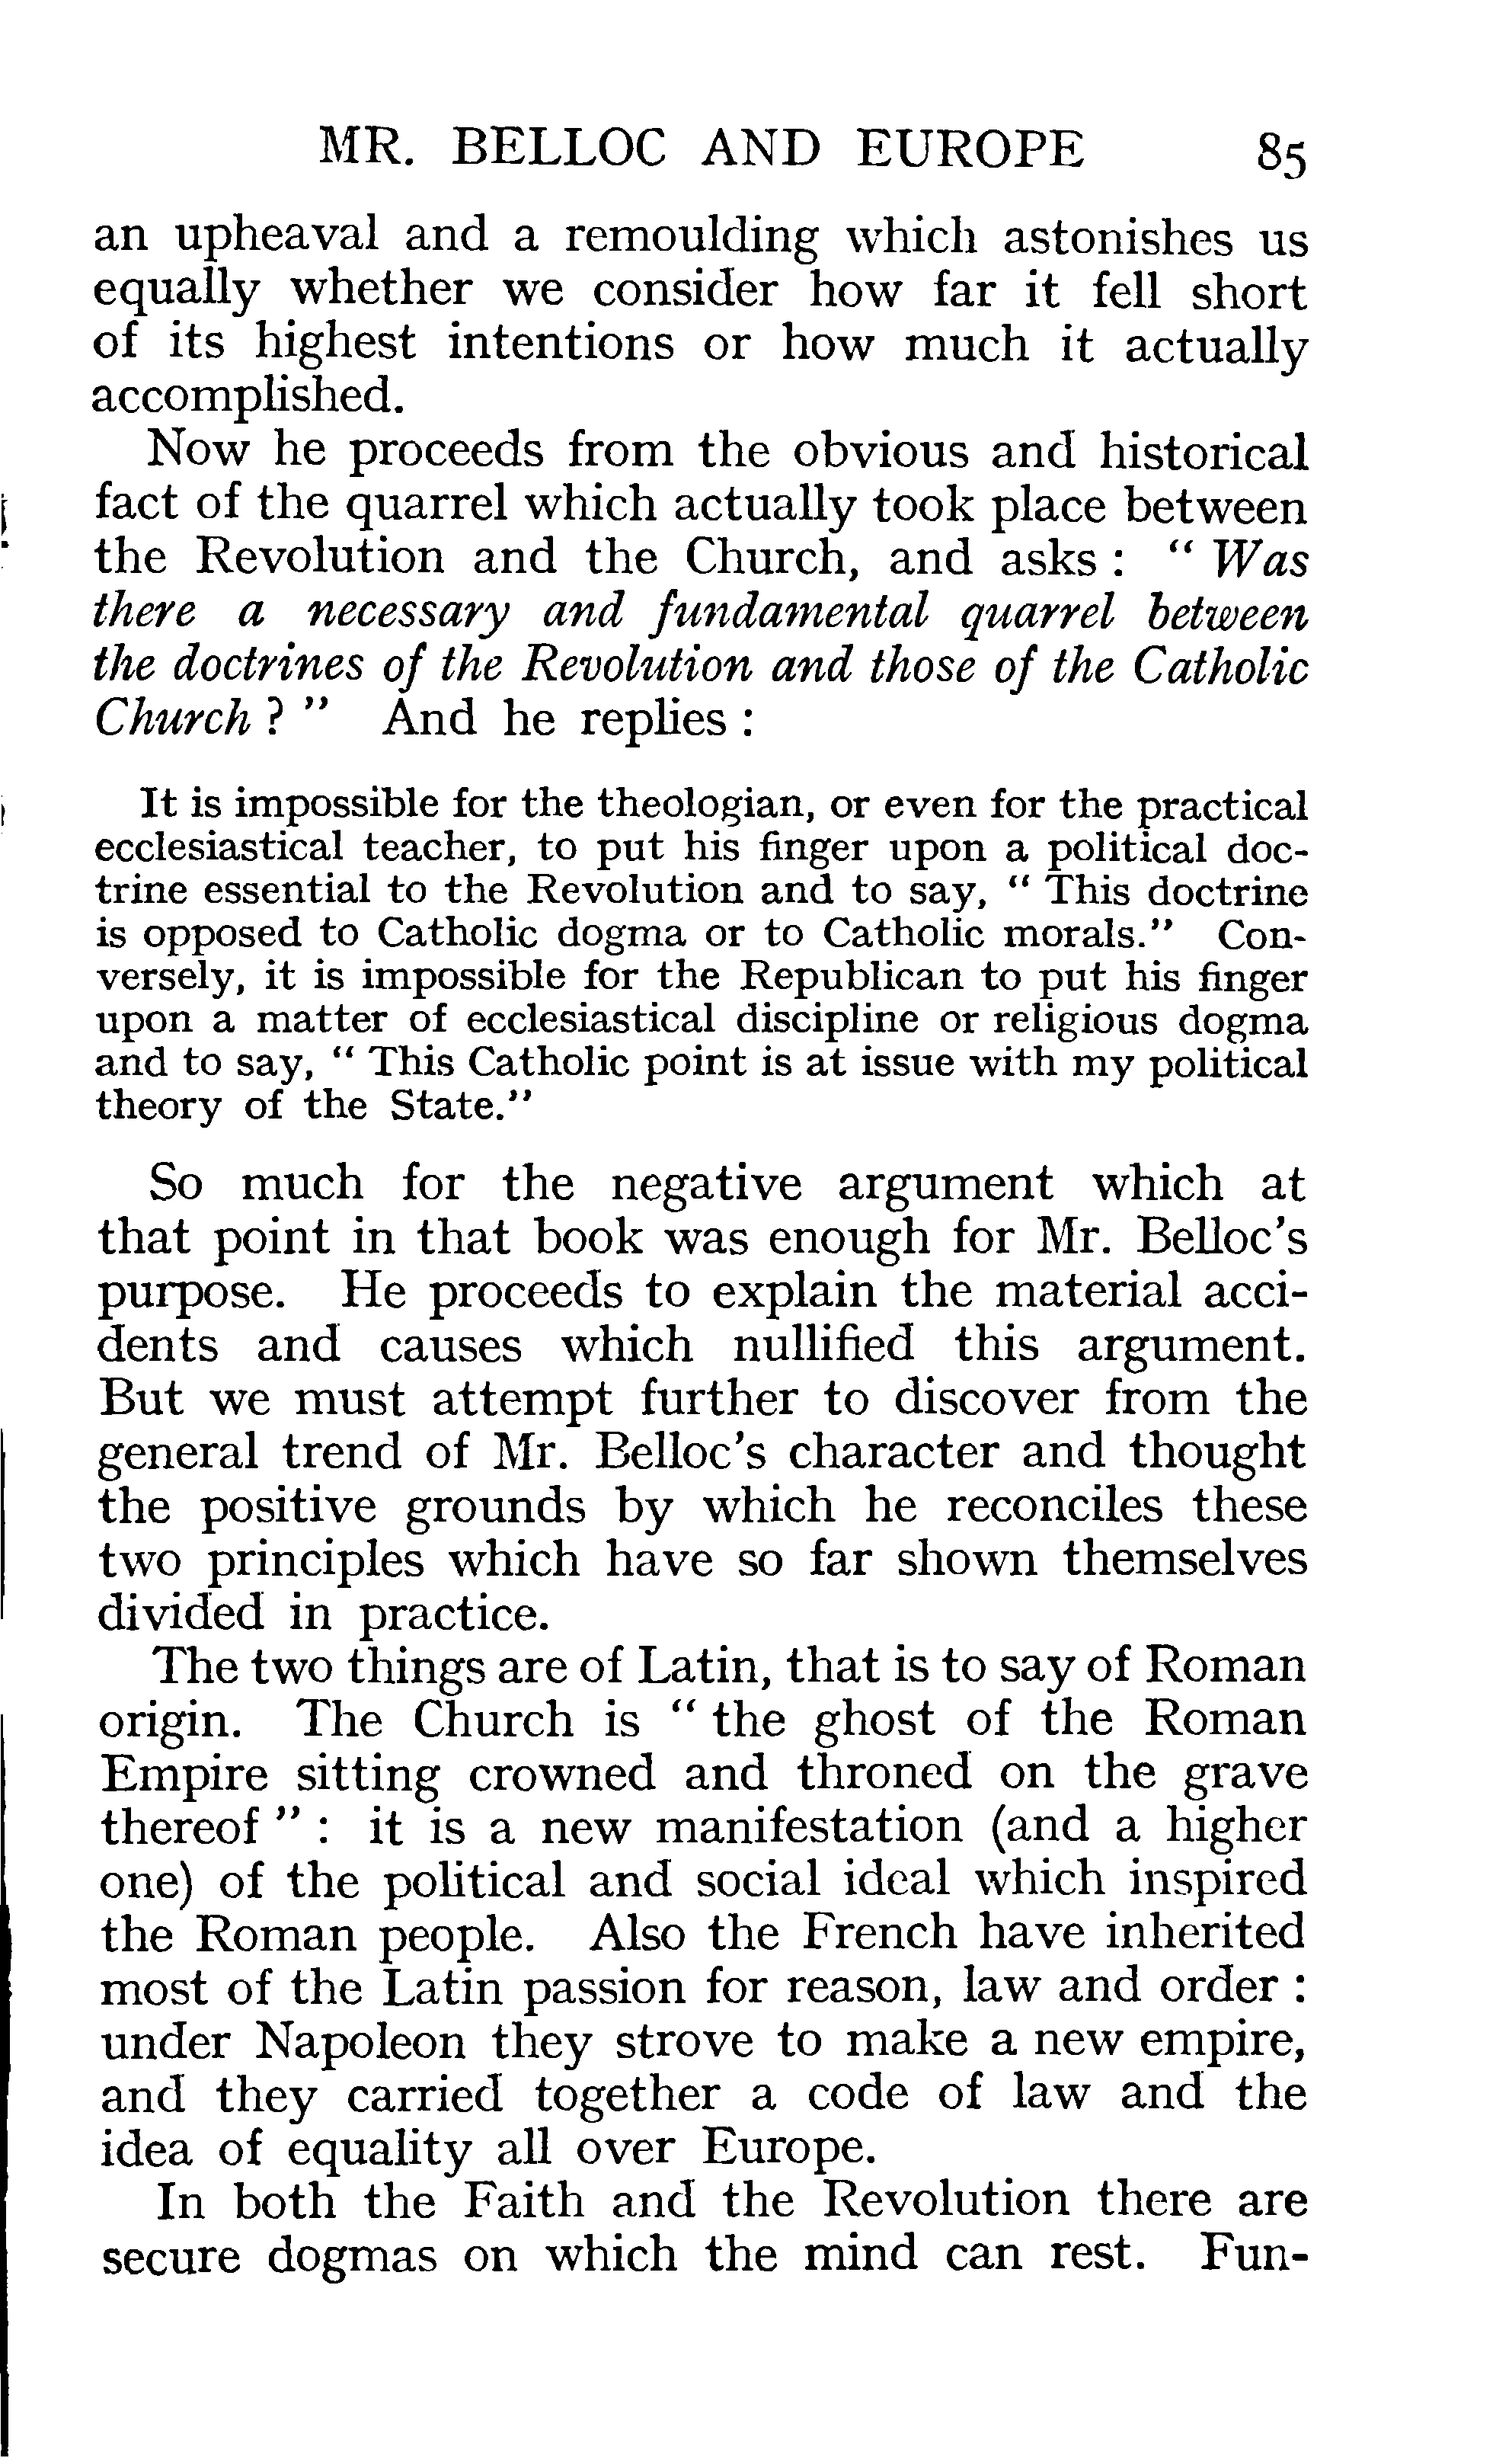 MR. BELLOC AND EUROPE 85
an upheaval and a remoulding which astonishes us
equally whether we consider how far it fell short
of its highest intentions or how much it actually
accomplished.
Now he proceeds from the obvious and historical
fact of the quarrel which actually took place between
the Revolution and the Church, and asks : “ Was
there a necessary and fundamental quarrel between
the doctrines of the Revolution and those of the Catholic
Church ? ” And he replies :
It is impossible for the theologian, or even for the practical
ecclesiastical teacher, to put his finger upon a political doc-
trine essential to the Revolution and to say, “ This doctrine
is opposed to Catholic dogma or to Catholic morals.” Con-
versely, it is impossible for the Republican to put his finger
upon a matter of ecclesiastical discipline or religious dogma
and to say, “ This Catholic point is at issue with my political
theory of the State.”
So much for the negative argument which at
that point in that book was enough for Mr. Belloc’s
purpose. He proceeds to explain the material acci-
dents and causes which nullified this argument.
But we must attempt further to discover from the
general trend of Mr. Belloc’s character and thought
the positive grounds by which he reconciles these
two principles which have so far shown themselves
divided in practice.
The two things are of Latin, that is to say of Roman
origin. The Church is “ the ghost of the Roman
Empire sitting crowned and throned on the grave
thereof ” : it is a new manifestation (and a higher
one) of the political and social ideal which inspired
the Roman people. Also the French have inherited
most of the Latin passion for reason, law and order :
under Napoleon they strove to make a new empire,
and they carried together a code of law and the
idea of equality all over Europe.
In both the Faith and the Revolution there are
secure dogmas on which the mind can rest. Fun-